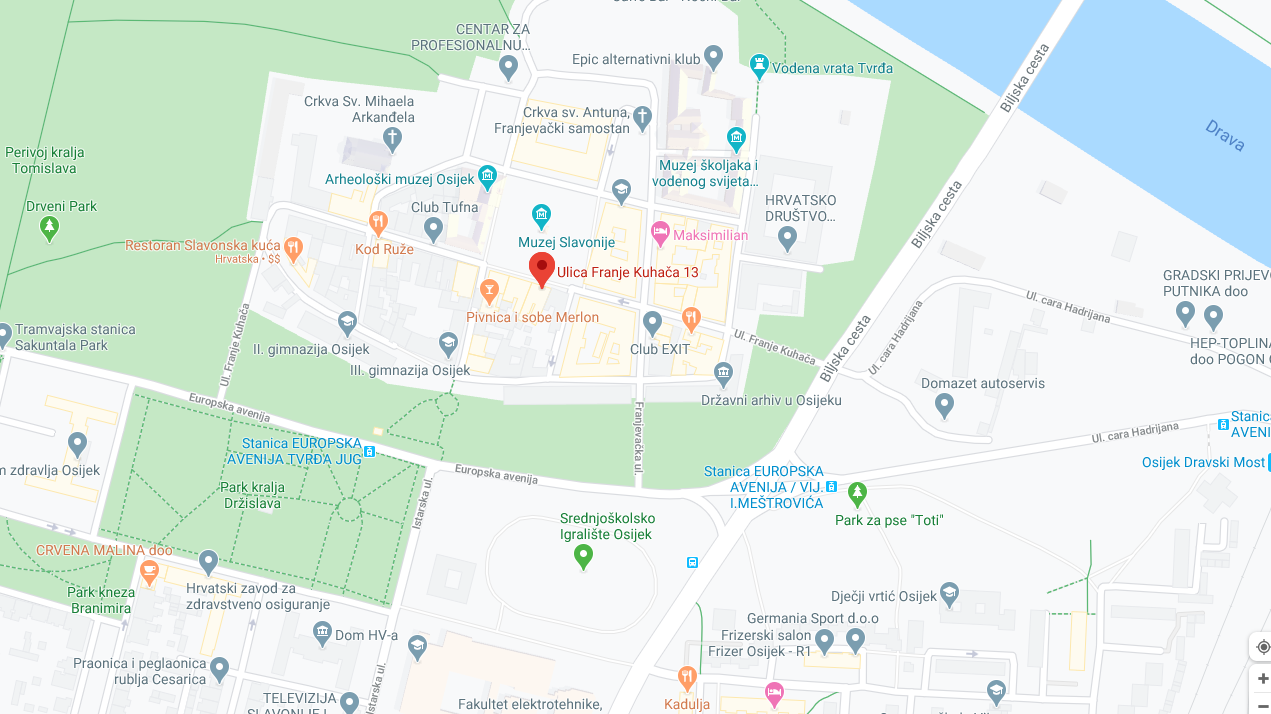 CENTAR ZA
PROFESIONALNU...
Epic alternativni klub
Vodena vrata Tvrđa
Biljska cesta
Drava
Crkva Sv. Mihaela
Arkanđela
Crkva sv. Antuna,
Franjevački samostan
Perivoj kralja
Tomislava
Drveni Park
Arheološki muzej Osijek
Muzej školjaka i
vodenog svijeta...
Club Tufna
HRVATSKO
DRUŠTVO...
Biljska cesta
Restoran Slavonska kuća
Hrvatska • $$
Kod Ruže
Muzej Slavonije
Maksimilian
Ulica Franje Kuhača 13
GRADSKI PRIJEVO
PUTNIKA doo
Ul. cara Hadrijana
Pivnica i sobe Merlon
Tramvajska stanica
Sakuntala Park
Ul. Franje Kuhača
II. gimnazija Osijek
III. gimnazija Osijek
Club EXIT
Ul. Franje Kuhača
Biljska cesta
Ul. cara Hadrijana
HEP-TOPLINA
doo POGON O
Domazet autoservis
Državni arhiv u Osijeku
Europska avenija
Franjevačka ul.
Stanica EUROPSKA
AVENIJA TVRĐA JUG
Ul. cara Hadrijana
Stanica
AVENI
m zdravlja Osijek
Europska avenija
Stanica EUROPSKA
AVENIJA / VIJ.
I.MEŠTROVIĆA
Osijek Dravski Most
Park kralja
Držislava
Istarska ul.
Srednjoškolsko
Igralište Osijek
Park za pse "Toti"
CRVENA MALINA doo
Park kneza
Branimira
Hrvatski zavod za
zdravstveno osiguranje
Dječji vrtić Osijek
Dom HV-a
Germania Sport d.o.o
Frizerski salon
Frizer Osijek - R1
Praonica i peglaonica
rublja Cesarica
Istarska ul.
TELEVIZIJA
Fakultet elektrotehnike,
Kadulja